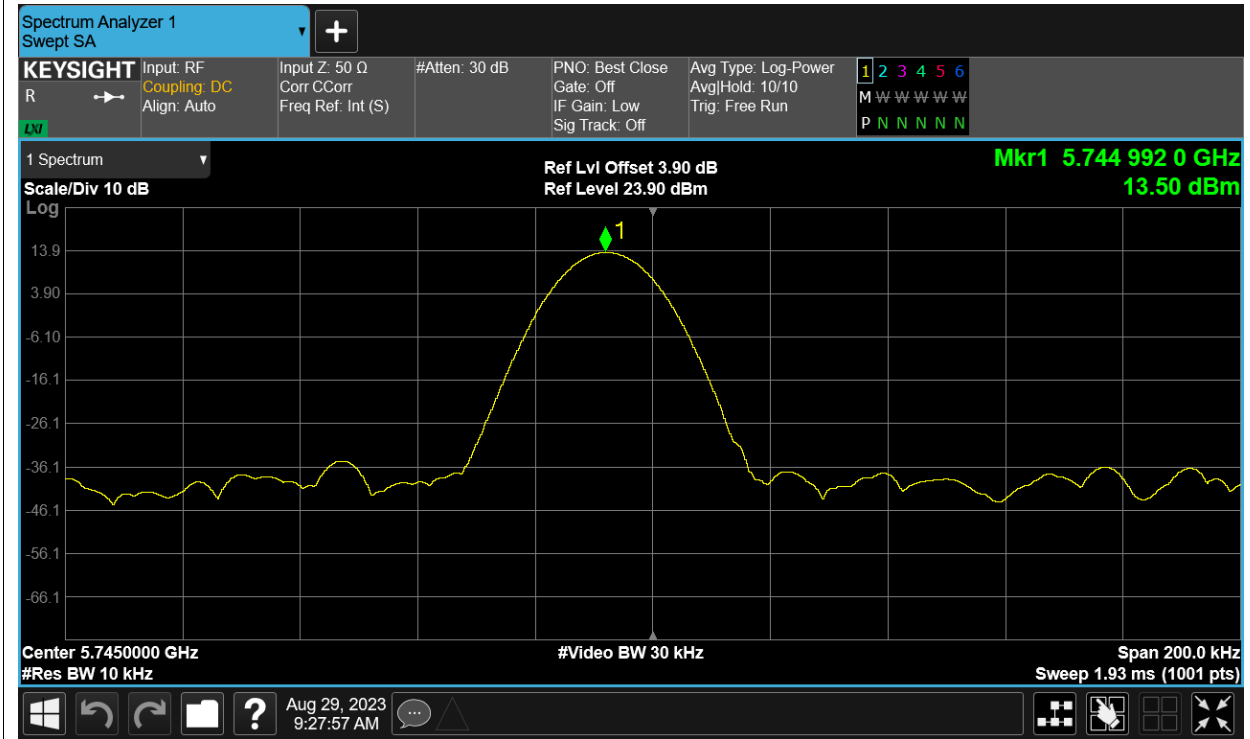 Spectrum Analyzer 1
Swept SA
+
KEYSIGHT
R
LXI
Input: RF
Coupling: DC
Align: Auto
Input Z: 50 Ω
Corr CCorr
Freq Ref: Int (S)
#Atten: 30 dB
PNO: Best Close
Gate: Off
IF Gain: Low
Sig Track: Off
Avg Type: Log-Power
Avg|Hold: 10/10
Trig: Free Run
1 2 3 4 5 6
M W W W W W
P N N N N N
1 Spectrum
Scale/Div 10 dB
Log
Ref Lvl Offset 3.90 dB
Ref Level 23.90 dBm
Mkr1 5.744 992 0 GHz
13.50 dBm
1
13.9
3.90
-6.10
-16.1
-26.1
-36.1
-46.1
-56.1
-66.1
Center 5.7450000 GHz
#Res BW 10 kHz
#Video BW 30 kHz
Span 200.0 kHz
Sweep 1.93 ms (1001 pts)
?
Aug 29, 2023
9:27:57 AM